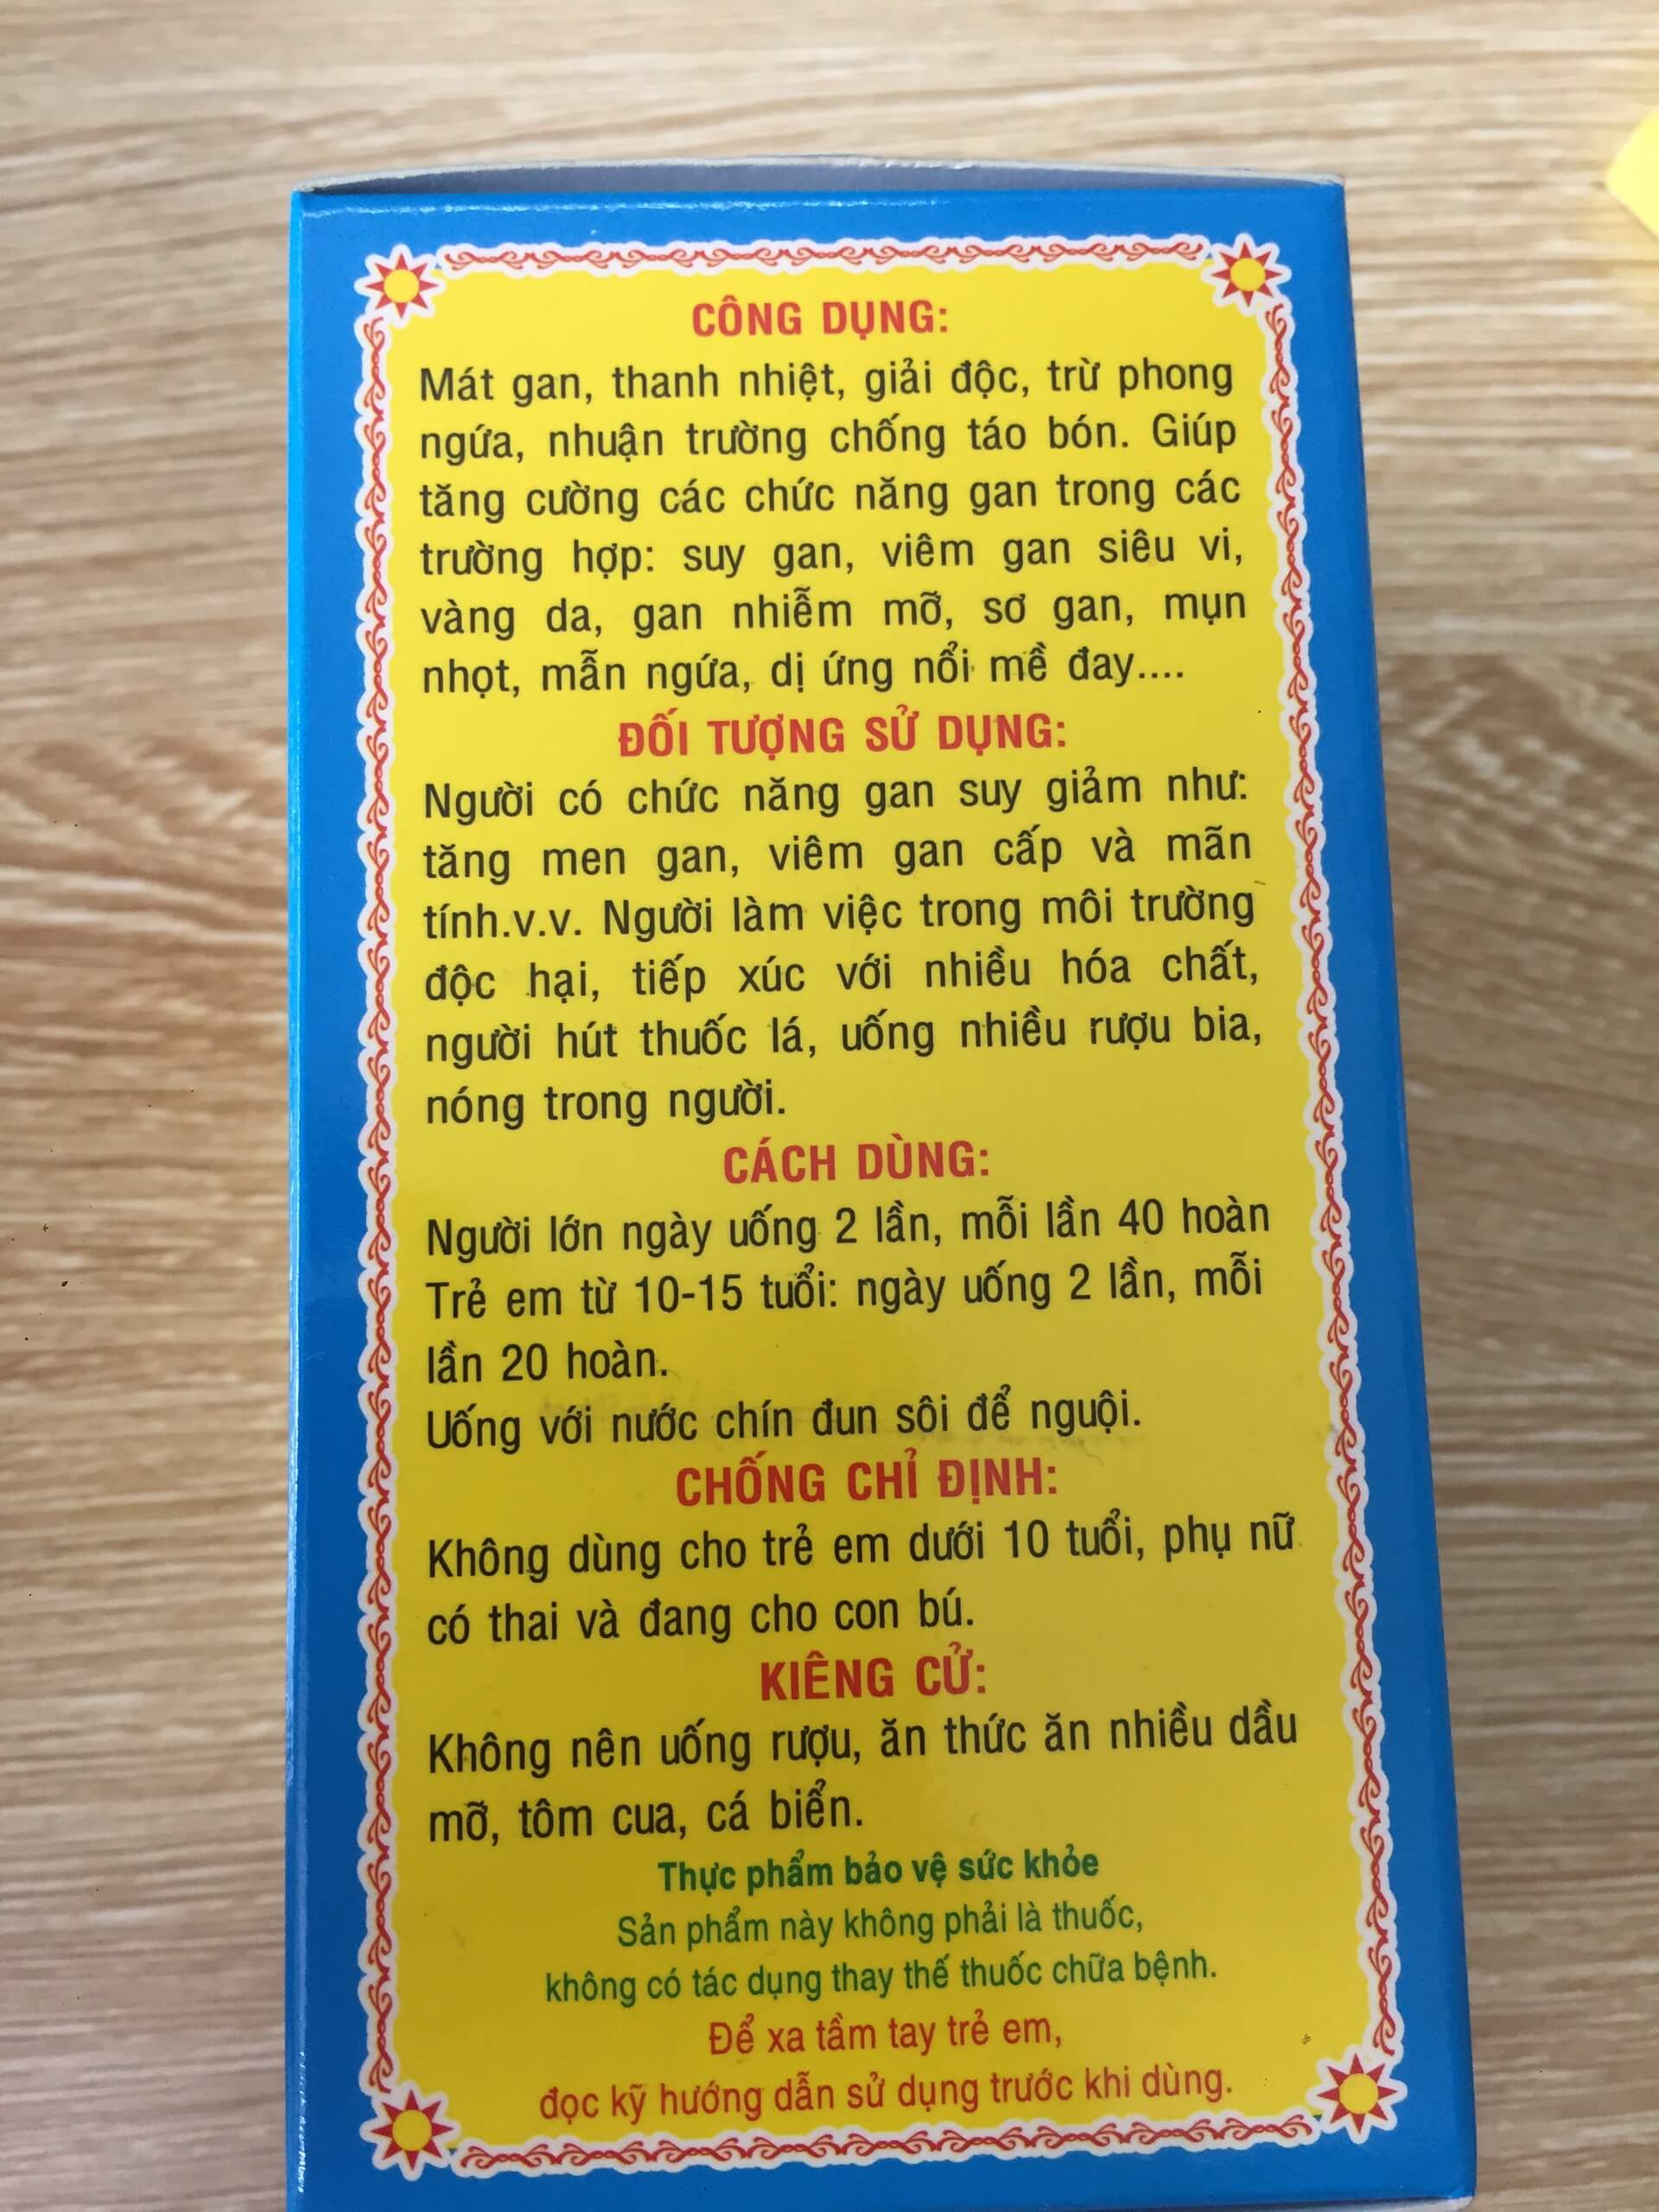 CÔNG DỤNG:
Mát gan, thanh nhiệt, giải độc, trừ phong
ngứa, nhuận trường chống táo bón. Giúp
tăng cường các chức năng gan trong các
trường hợp: suy gan, viêm gan siêu vi,
vàng da, gan nhiễm mỡ, sơ gan, mụn
nhọt, mẫn ngứa, dị ứng nổi mề đay....
ĐỐI TƯỢNG SỬ DỤNG:
Người có chức năng gan suy giảm như:
tăng men gan, viêm gan cấp và mãn
tính.v.v. Người làm việc trong môi trường
độc hại, tiếp xúc với nhiều hóa chất,
người hút thuốc lá, uống nhiều rượu bia,
nóng trong người.
CÁCH DÙNG:
Người lớn ngày uống 2 lần, mỗi lần 40 hoàn
Trẻ em từ 10-15 tuổi: ngày uống 2 lần, mỗi
lần 20 hoàn.
Uống với nước chín đun sôi để nguội.
CHỐNG CHỈ ĐỊNH:
Không dùng cho trẻ em dưới 10 tuổi, phụ nữ
có thai và đang cho con bú.
KIÊNG CỬ:
Không nên uống rượu, ăn thức ăn nhiều dầu
mỡ, tôm cua, cá biển.
Thực phẩm bảo vệ sức khỏe
Sản phẩm này không phải là thuốc,
không có tác dụng thay thế thuốc chữa bệnh.
Để xa tầm tay trẻ em,
đọc kỹ hướng dẫn sử dụng trước khi dùng.